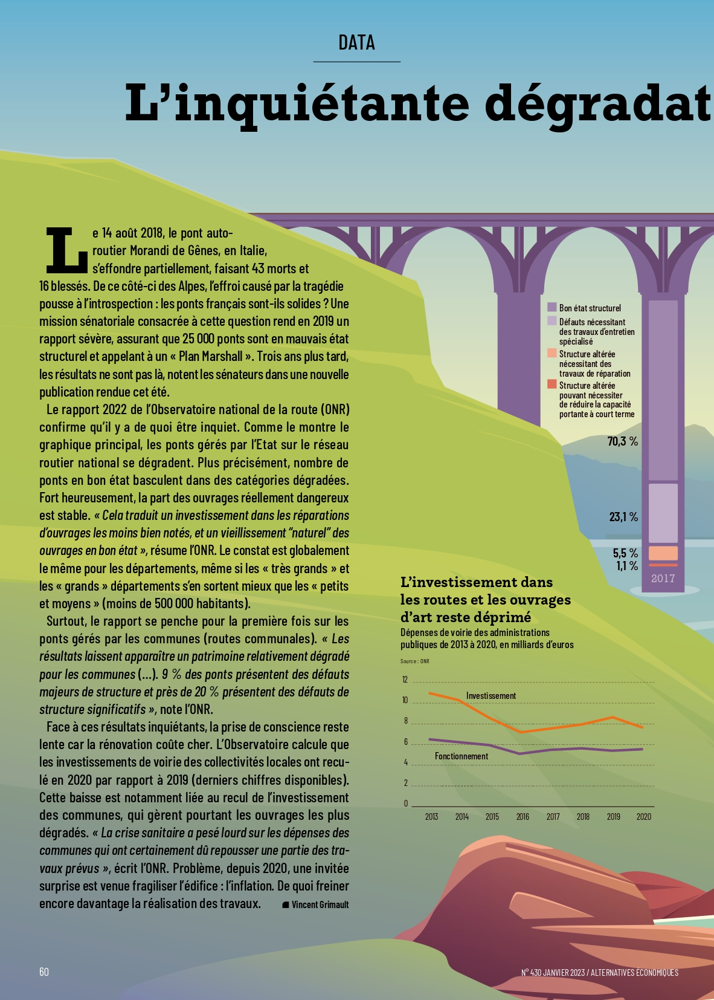 DATA
L’inquiétante dégradat
Le 14 août 2018, le pont auto-
routier Morandi de Gênes, en Italie,
s’effondre partiellement, faisant 43 morts et
16 blessés. De ce côté-ci des Alpes, l’effroi causé par la tragédie
pousse à l’introspection : les ponts français sont-ils solides ? Une
mission sénatoriale consacrée à cette question rend en 2019 un
rapport sévère, assurant que 25 000 ponts sont en mauvais état
structurel et appelant à un « Plan Marshall ». Trois ans plus tard,
les résultats ne sont pas là, notent les sénateurs dans une nouvelle
publication rendue cet été.
Le rapport 2022 de l’Observatoire national de la route (ONR)
confirme qu’il y a de quoi être inquiet. Comme le montre le
graphique principal, les ponts gérés par l’Etat sur le réseau
routier national se dégradent. Plus précisément, nombre de
ponts en bon état basculent dans des catégories dégradées.
Fort heureusement, la part des ouvrages réellement dangereux
est stable. « Cela traduit un investissement dans les réparations
d’ouvrages les moins bien notés, et un vieillissement “naturel” des
ouvrages en bon état », résume l’ONR. Le constat est globalement
le même pour les départements, même si les « très grands » et
les « grands » départements s’en sortent mieux que les « petits
et moyens » (moins de 500 000 habitants).
Surtout, le rapport se penche pour la première fois sur les
ponts gérés par les communes (routes communales). « Les
résultats laissent apparaître un patrimoine relativement dégradé
pour les communes (…). 9 % des ponts présentent des défauts
majeurs de structure et près de 20 % présentent des défauts de
structure significatifs », note l’ONR.
Face à ces résultats inquiétants, la prise de conscience reste
lente car la rénovation coûte cher. L’Observatoire calcule que
les investissements de voirie des collectivités locales ont recu-
lé en 2020 par rapport à 2019 (derniers chiffres disponibles).
Cette baisse est notamment liée au recul de l’investissement
des communes, qui gèrent pourtant les ouvrages les plus
dégradés. « La crise sanitaire a pesé lourd sur les dépenses des
communes qui ont certainement dû repousser une partie des tra-
vaux prévus », écrit l’ONR. Problème, depuis 2020, une invitée
surprise est venue fragiliser l’édifice : l’inflation. De quoi freiner
encore davantage la réalisation des travaux. Vincent Grimault
Bon état structurel
Défauts nécessitant
des travaux d’entretien
spécialisé
Structure altérée
nécessitant des
travaux de réparation
Structure altérée
pouvant nécessiter
de réduire la capacité
portante à court terme
70,3 %
23,1 %
5,5 %
1,1 %
2017
L’investissement dans
les routes et les ouvrages
d’art reste déprimé
Dépenses de voirie des administrations
publiques de 2013 à 2020, en milliards d’euros
Source : ONR
12
10
8
6
4
2
0
Investissement
Fonctionnement
2013 2014 2015 2016 2017 2018 2019 2020
60
N° 430 JANVIER 2023 / ALTERNATIVES ÉCONOMIQUES